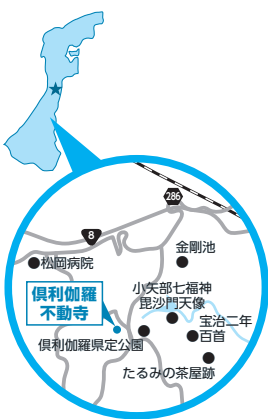 286
8
金剛池
松岡病院
倶利伽羅
不動寺
小矢部七福神
毘沙門天像
宝治二年
百首
倶利伽羅県定公園
たるみの茶屋跡